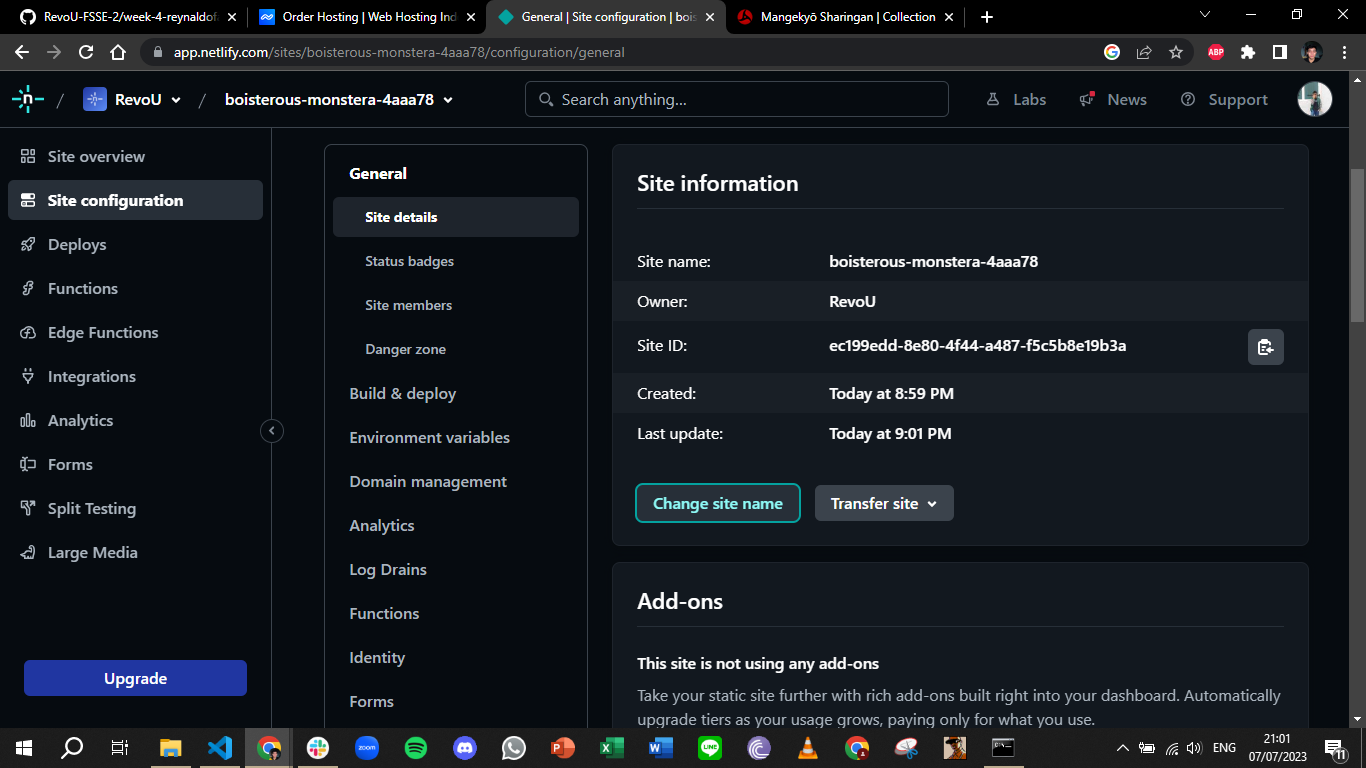 RevoU-FSSE-2/week-4-reynaldof
Order Hosting | Web Hosting Ind
General | Site configuration | bois
Mangekyō Sharingan | Collection
app.netlify.com/sites/boisterous-monstera-4aaa78/configuration/general
ABP
/ RevoU / boisterous-monstera-4aaa78
Search anything...
Labs
News
Support
Site overview
Site configuration
Deploys
Functions
Edge Functions
Integrations
Analytics
Forms
Split Testing
Large Media
Upgrade
General
Site details
Status badges
Site members
Danger zone
Build & deploy
Environment variables
Domain management
Analytics
Log Drains
Functions
Identity
Forms
Site information
Site name: boisterous-monstera-4aaa78
Owner: RevoU
Site ID: ec199edd-8e80-4f44-a487-f5c5b8e19b3a
Created: Today at 8:59 PM
Last update: Today at 9:01 PM
Change site name
Transfer site
Add-ons
This site is not using any add-ons
Take your static site further with rich add-ons built right into your dashboard. Automatically
upgrade tiers as your usage grows, paying only for what you use.
zoom
LINE
ENG
21:01
07/07/2023
11